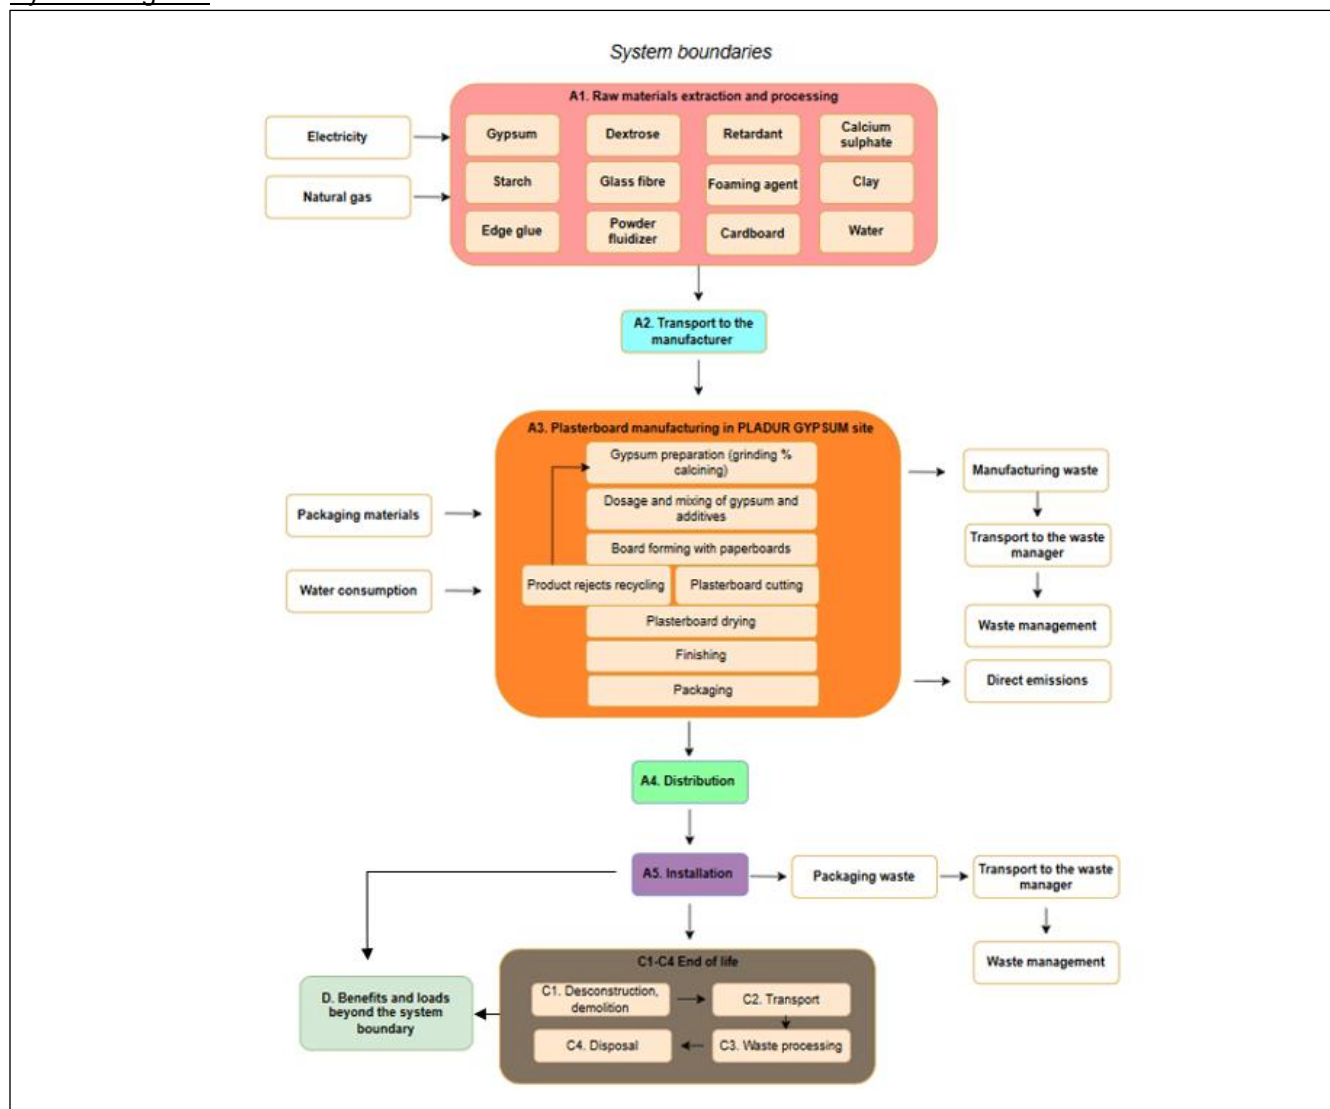 System boundaries
A1. Raw materials extraction and processing
Electricity
Natural gas
Gypsum
Dextrose
Retardant
Calcium
sulphate
Starch
Glass fibre
Foaming agent
Clay
Edge glue
Powder
fluidizer
Cardboard
Water
A2. Transport to the
manufacturer
A3. Plasterboard manufacturing in PLADUR GYPSUM site
Gypsum preparation (grinding %
calcining)
Dosage and mixing of gypsum and
additives
Board forming with paperboards
Product rejects recycling
Plasterboard cutting
Plasterboard drying
Finishing
Packaging
Packaging materials
Water consumption
Manufacturing waste
Transport to the waste
manager
Waste management
Direct emissions
A4. Distribution
A5. Installation
Packaging waste
Transport to the waste
manager
Waste management
C1-C4 End of life
C1. Desconstruction,
demolition
C2. Transport
C4. Disposal
C3. Waste processing
D. Benefits and loads
beyond the system
boundary